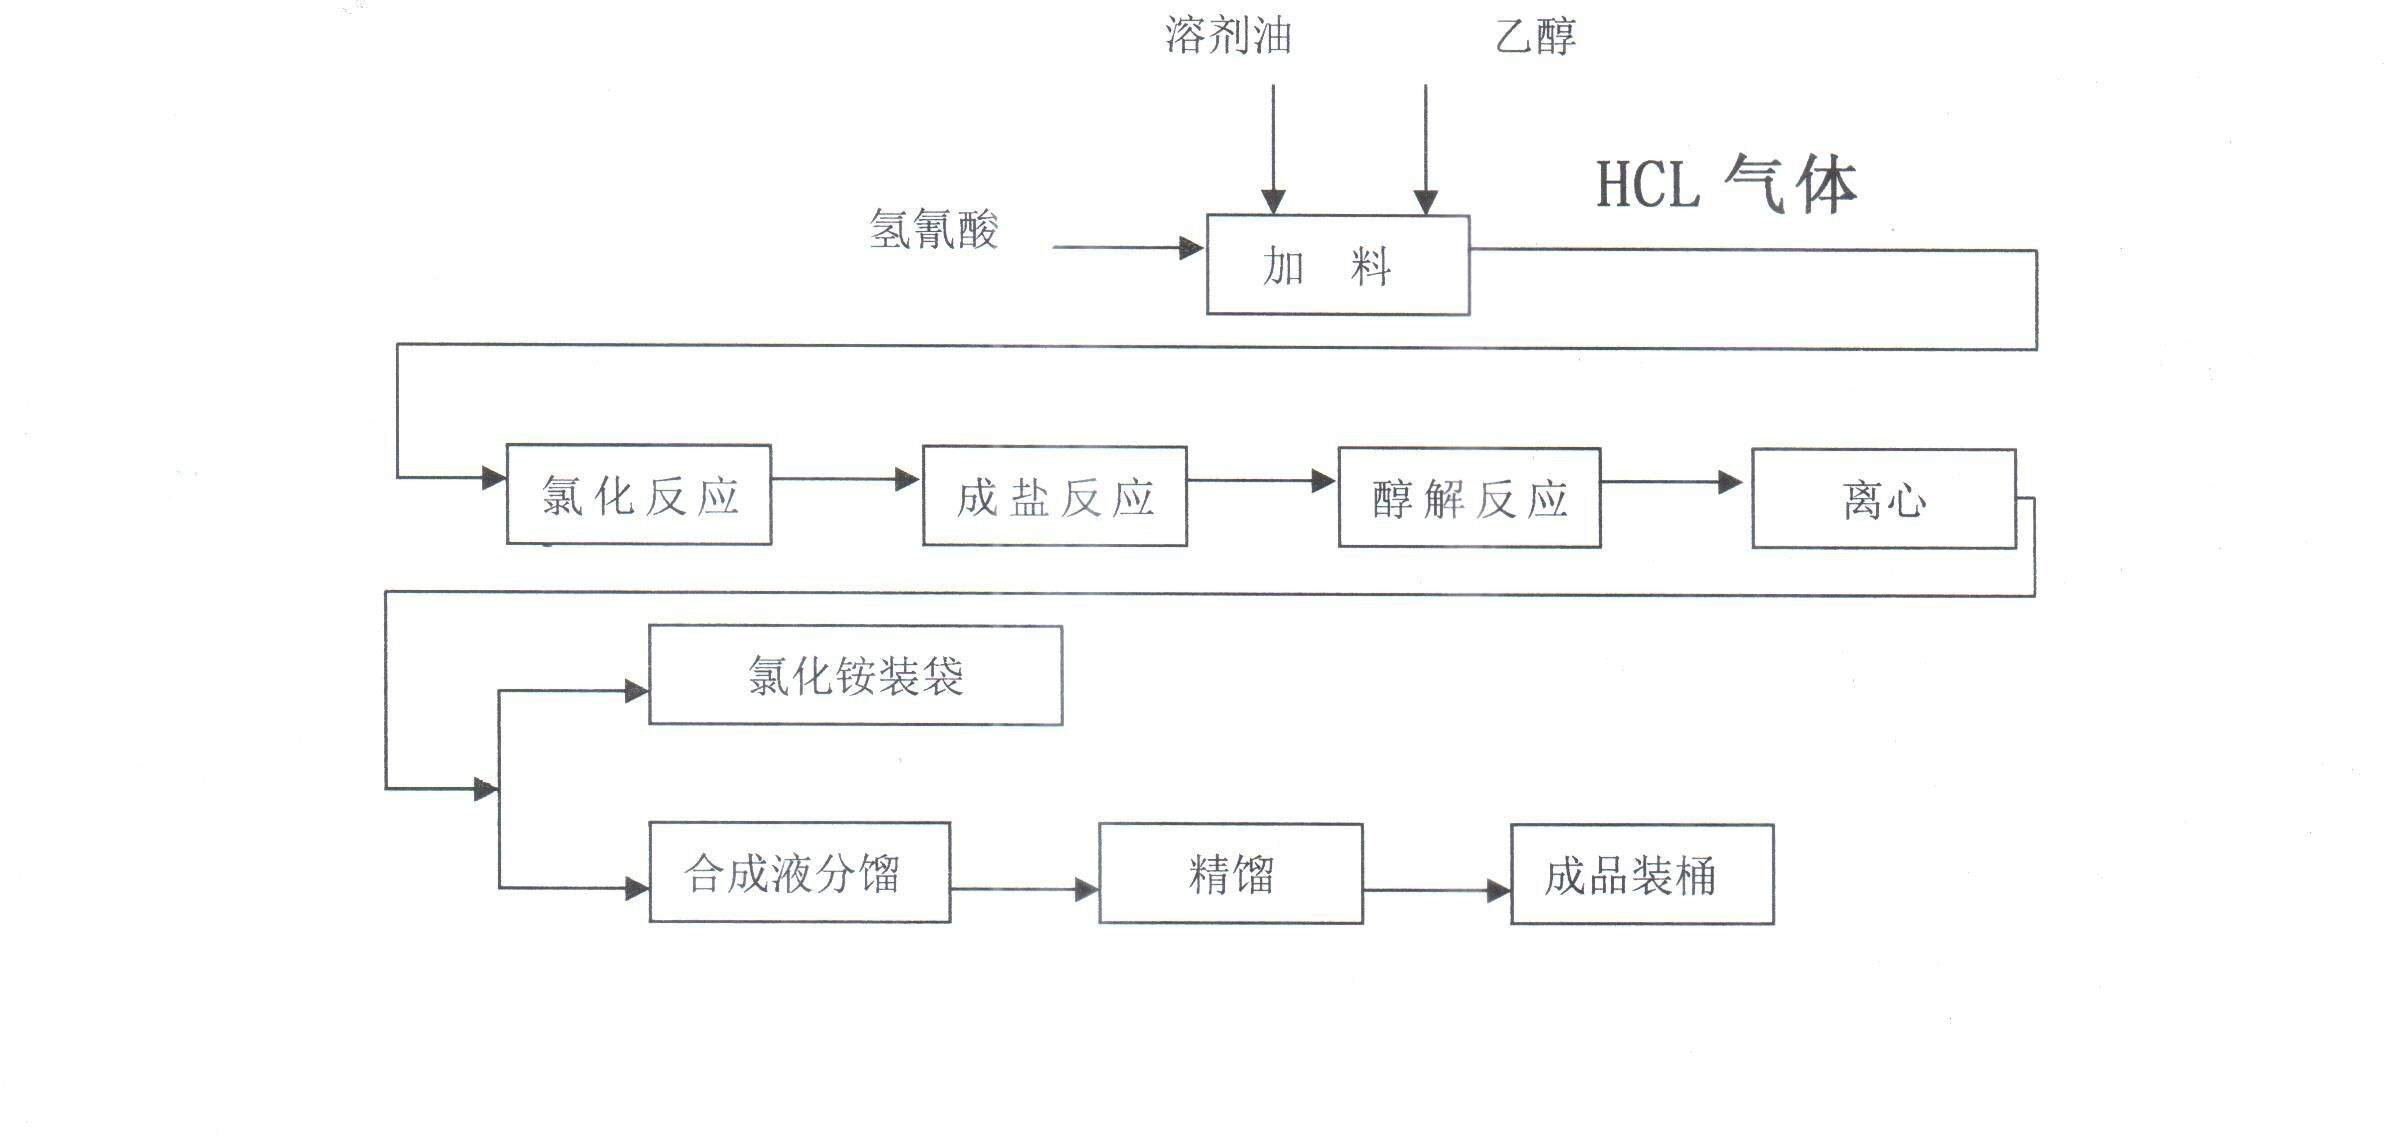 溶剂油
乙醇
HCL 气体
氢氰酸
加 料
氯化反应
成盐反应
醇解反应
离心
氯化铵装袋
合成液分馏
精馏
成品装桶